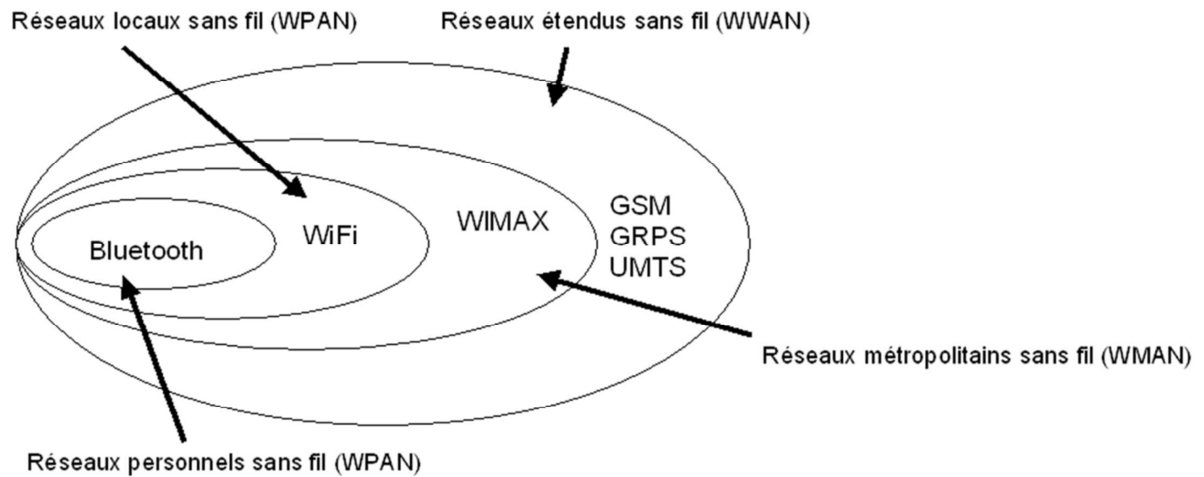 Réseaux locaux sans fil (WPAN)
Réseaux étendus sans fil (WWAN)
Bluetooth
WiFi
WIMAX
GSM
GRPS
UMTS
Réseaux métropolitains sans fil (WMAN)
Réseaux personnels sans fil (WPAN)